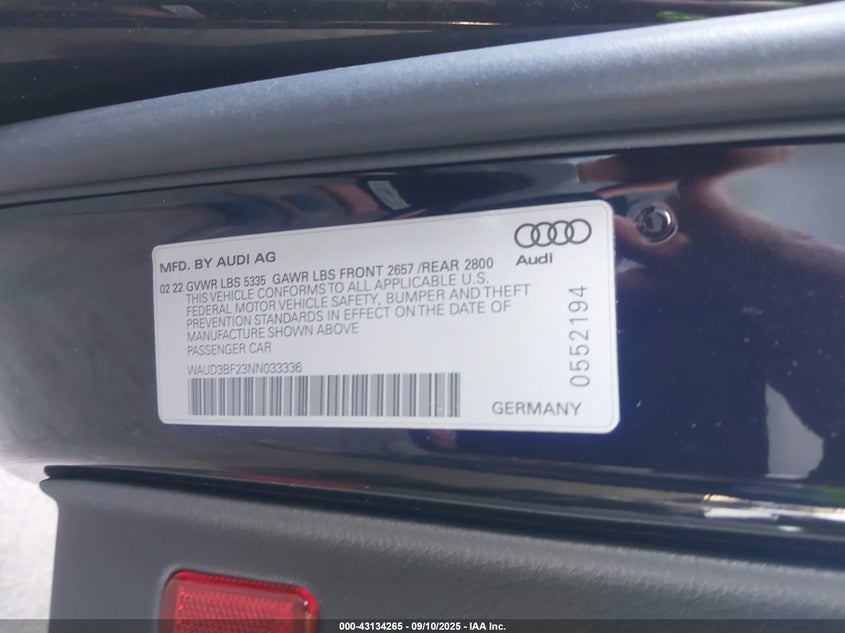 MFD. BY AUDI AG
Audi
02 22 GVWR LBS 5335 GAWR LBS FRONT 2657 /REAR 2800
THIS VEHICLE CONFORMS TO ALL APPLICABLE U.S.
FEDERAL MOTOR VEHICLE SAFETY, BUMPER AND THEFT
PREVENTION STANDARDS IN EFFECT ON THE DATE OF
MANUFACTURE SHOWN ABOVE
PASSENGER CAR
WAUD3BF23NN033336
0552194
GERMANY
000-43134265 - 09/10/2025 - IAA Inc.